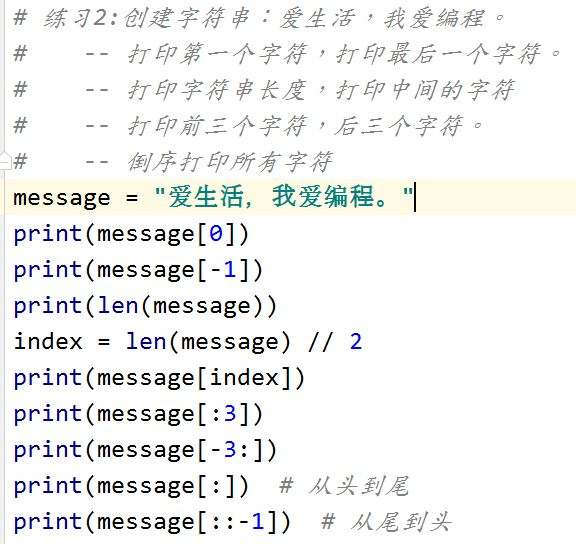 # 练习2:创建字符串：爱生活，我爱编程。
#    -- 打印第一个字符，打印最后一个字符。
#    -- 打印字符串长度，打印中间的字符
#    -- 打印前三个字符，后三个字符。
#    -- 倒序打印所有字符
message = "爱生活，我爱编程。"
print(message[0])
print(message[-1])
print(len(message))
index = len(message) // 2
print(message[index])
print(message[:3])
print(message[-3:])
print(message[:])  # 从头到尾
print(message[::-1])  # 从尾到头